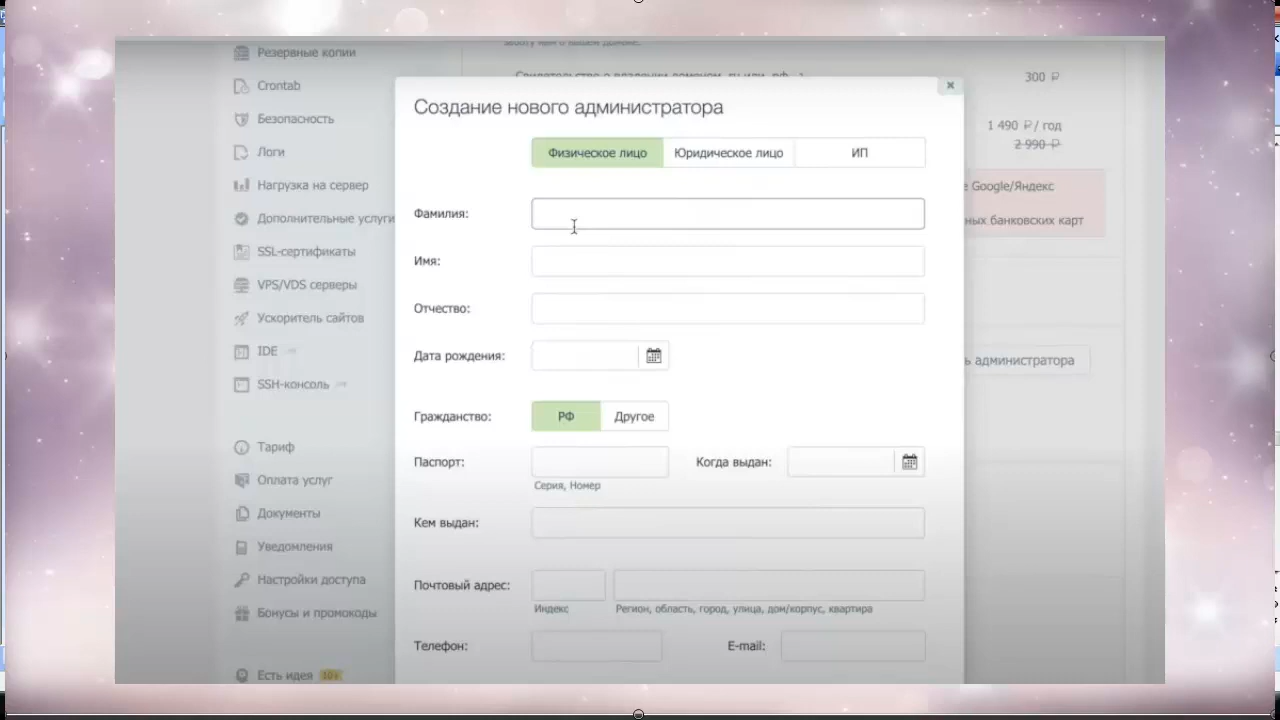 Резервные копии
Crontab
Безопасность
Логи
Нагрузка на сервер
Дополнительные услуги
SSL-сертификаты
VPS/VDS серверы
Ускоритель сайтов
IDE
SSH-консоль
Тариф
Оплата услуг
Документы
Уведомления
Настройки доступа
Бонусы и промокоды
Есть идея
300 ₽
1 490 ₽ / год
2 990 ₽
е Google/Яндекс
ных банковских карт
ь администратора
Создание нового администратора
Физическое лицо Юридическое лицо ИП
Фамилия:
Имя:
Отчество:
Дата рождения:
Гражданство: РФ Другое
Паспорт: Когда выдан:
Серия, Номер
Кем выдан:
Почтовый адрес:
Индекс Регион, область, город, улица, дом/корпус, квартира
Телефон: E-mail: